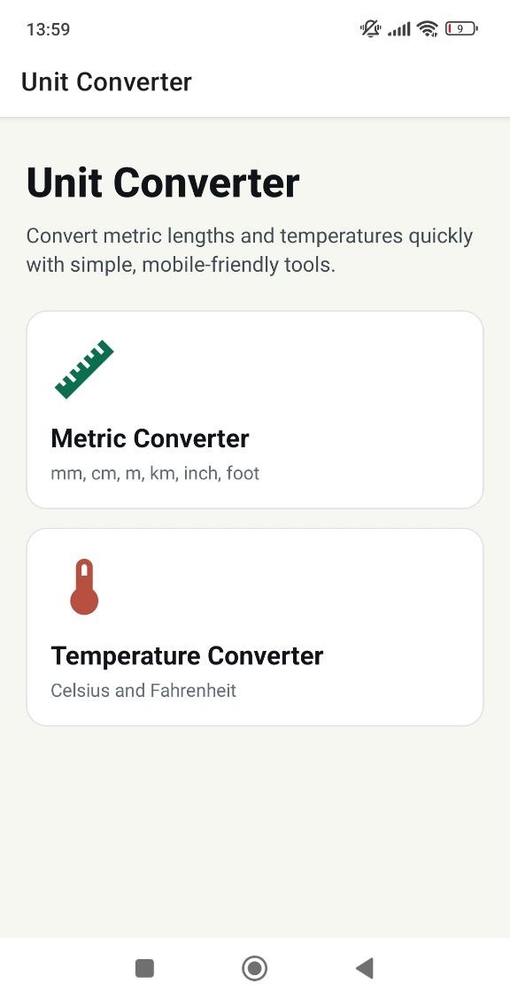 13:59
9
Unit Converter
Unit Converter
Convert metric lengths and temperatures quickly
with simple, mobile-friendly tools.
Metric Converter
mm, cm, m, km, inch, foot
Temperature Converter
Celsius and Fahrenheit